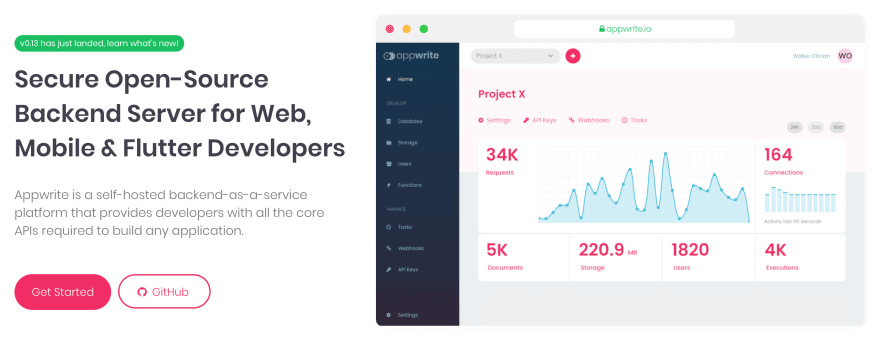 v0.13 has just landed, learn what's new!
Secure Open-Source
Backend Server for Web,
Mobile & Flutter Developers
Appwrite is a self-hosted backend-as-a-service
platform that provides developers with all the core
APIs required to build any application.
Get Started
GitHub
appwrite.io
appwrite
Home
DEVELOP
Database
Storage
Users
Functions
MANAGE
Tasks
Webhooks
API Keys
Settings
Project X
+
WO
Project X
Settings
API Keys
Webhooks
Tasks
24h
30d
90d
34K
Requests
164
Connections
Activity last 60 seconds
5K
Documents
220.9 MB
Storage
1820
Users
4K
Executions